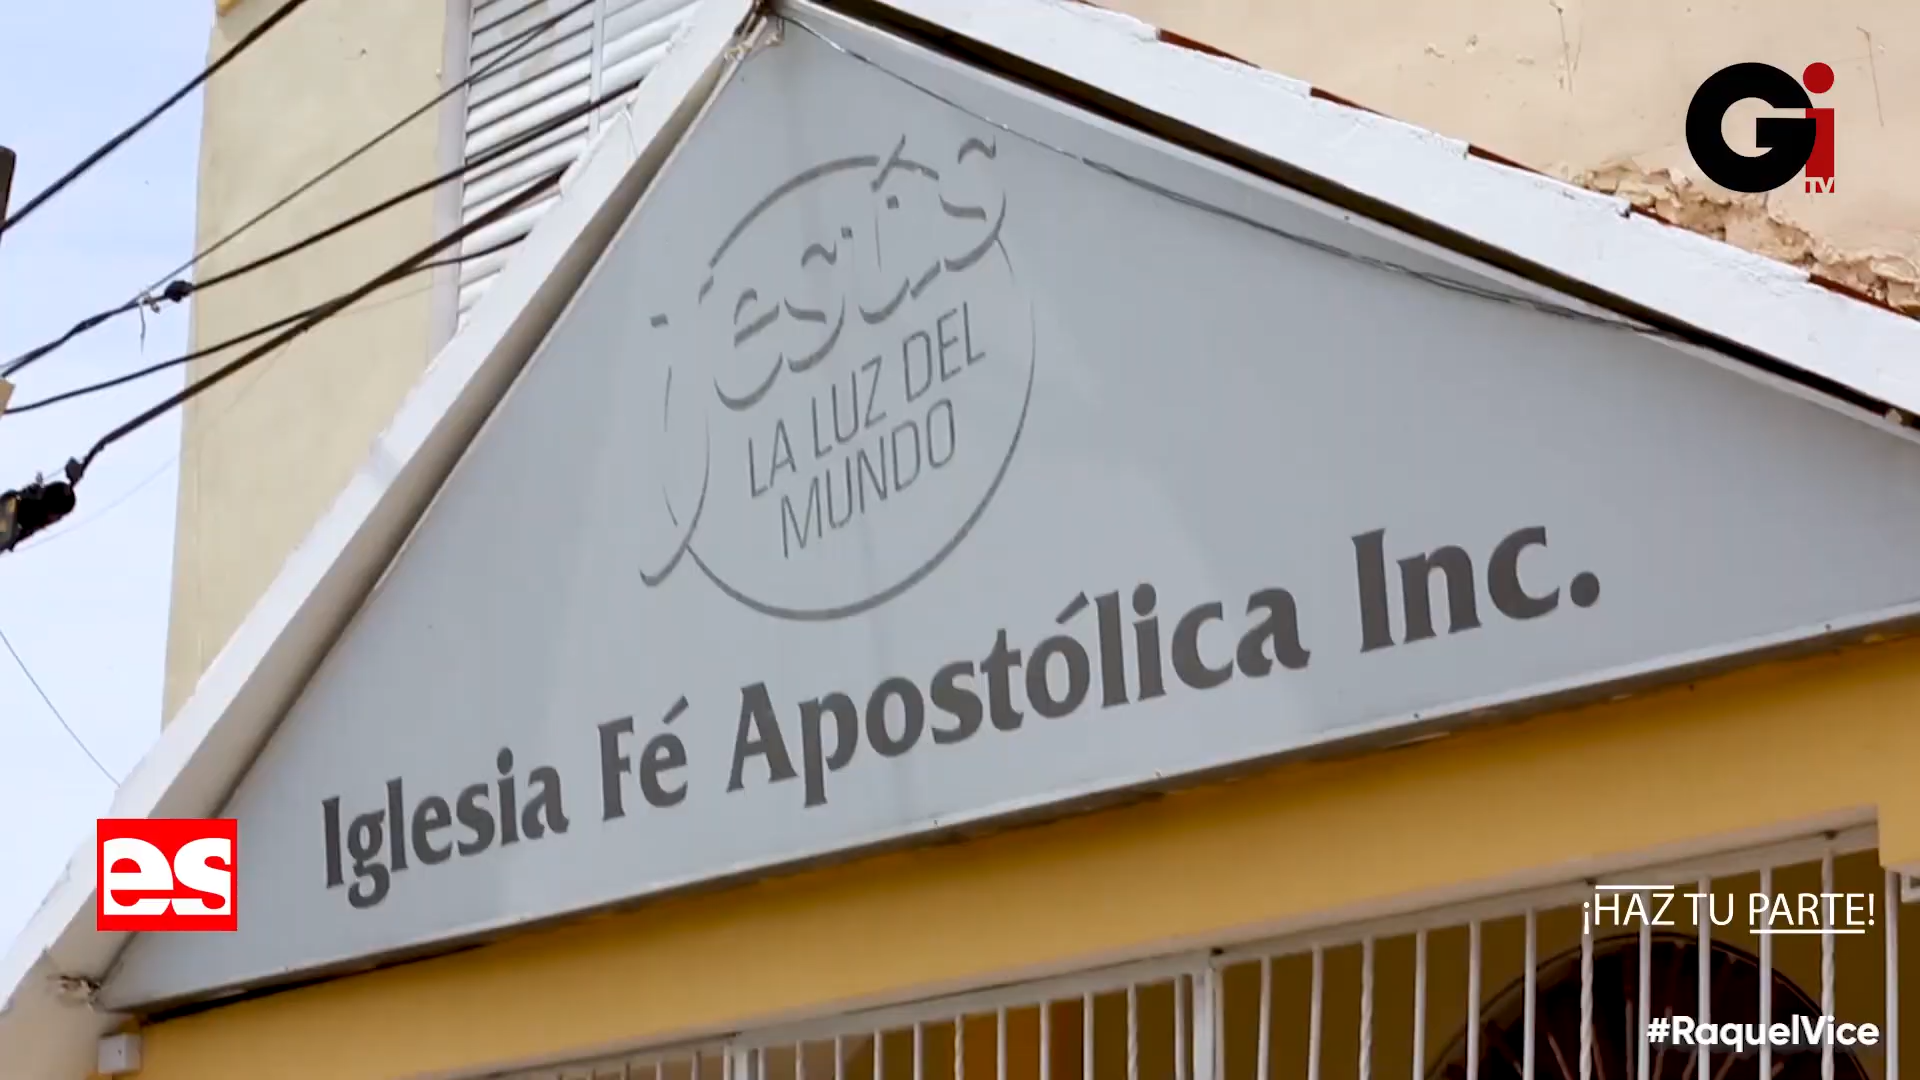 Gi
TV
jesús
LA LUZ DEL
MUNDO
Iglesia Fé Apostólica Inc.
es
¡HAZ TU PARTE!
#RaquelVice